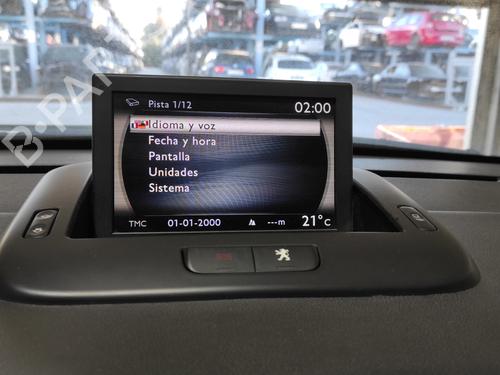 Pista 1/12
02:00
Idioma y voz
Fecha y hora
Pantalla
Unidades
Sistema
TMC 01-01-2000 ---m 21°c
B-PARTS